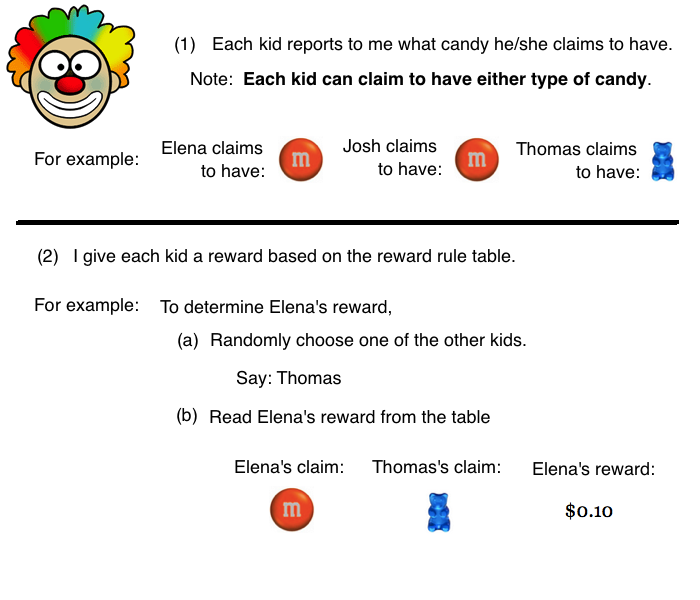 (1) Each kid reports to me what candy he/she claims to have.
Note: Each kid can claim to have either type of candy.
For example:
Elena claims
to have:
m
Josh claims
to have:
m
Thomas claims
to have:
(2) I give each kid a reward based on the reward rule table.
For example: To determine Elena's reward,
(a) Randomly choose one of the other kids.
Say: Thomas
(b) Read Elena's reward from the table
Elena's claim: Thomas's claim: Elena's reward:
m $0.10